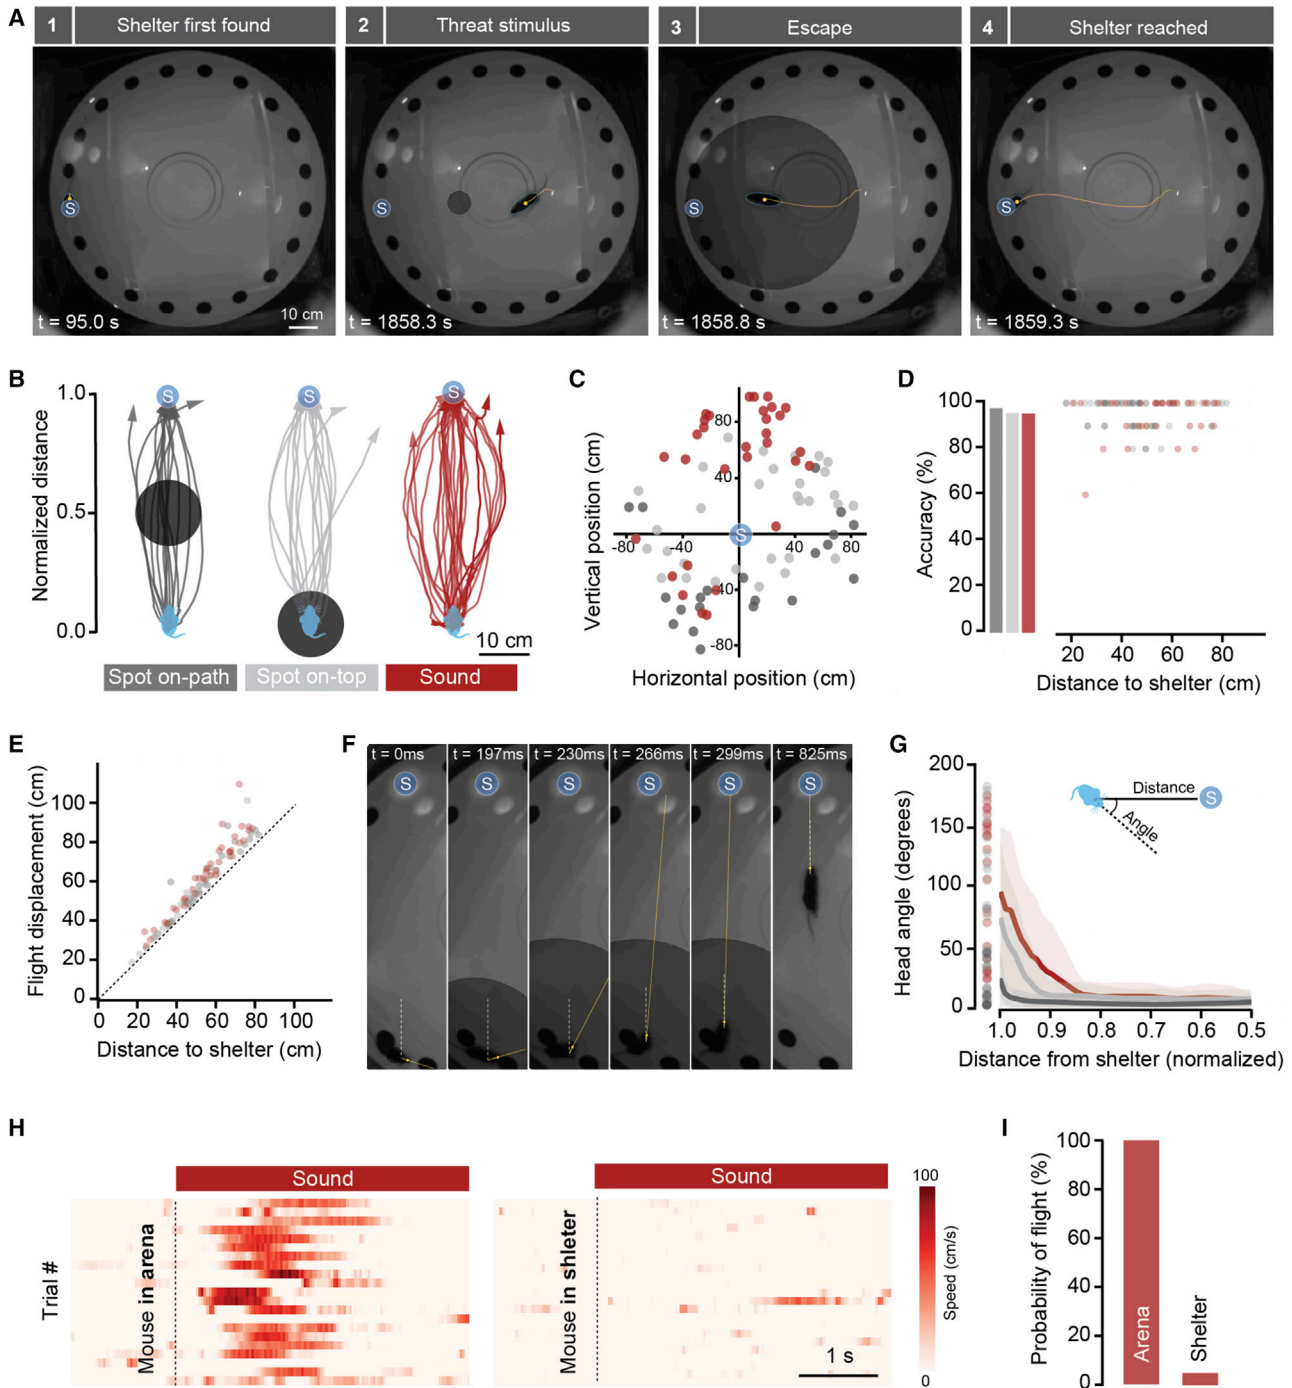 A
1 Shelter first found
2 Threat stimulus
3 Escape
4 Shelter reached
S
S
S
S
t = 95.0 s
10 cm
t = 1858.3 s
t = 1858.8 s
t = 1859.3 s
B
Normalized distance
1.0
0.5
0.0
S
S
S
10 cm
Spot on-path
Spot on-top
Sound
C
Vertical position (cm)
80
40
-80
-40
S
40
80
-40
-80
Horizontal position (cm)
D
Accuracy (%)
100
80
60
40
20
0
20 40 60 80
Distance to shelter (cm)
E
Flight displacement (cm)
100
80
60
40
20
0
0 20 40 60 80 100
Distance to shelter (cm)
F
t = 0ms
t = 197ms
t = 230ms
t = 266ms
t = 299ms
t = 825ms
S
S
S
S
S
S
G
Head angle (degrees)
200
150
100
50
0
Distance
S
Angle
1.0 0.9 0.8 0.7 0.6 0.5
Distance from shelter (normalized)
H
Trial #
Sound
Mouse in arena
Sound
Mouse in shleter
1 s
100
Speed (cm/s)
0
I
Probability of flight (%)
100
80
60
40
20
0
Arena
Shelter